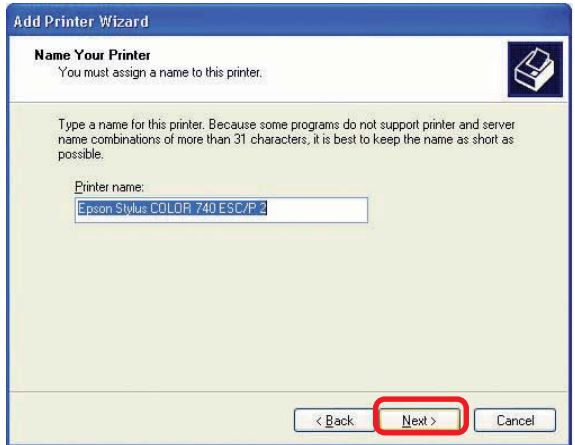 Add Printer Wizard
Name Your Printer
You must assign a name to this printer.
Type a name for this printer. Because some programs do not support printer and server
name combinations of more than 31 characters, it is best to keep the name as short as
possible.
Printer name:
Epson Stylus COLOR 740 ESC/P 2
< Back Next > Cancel